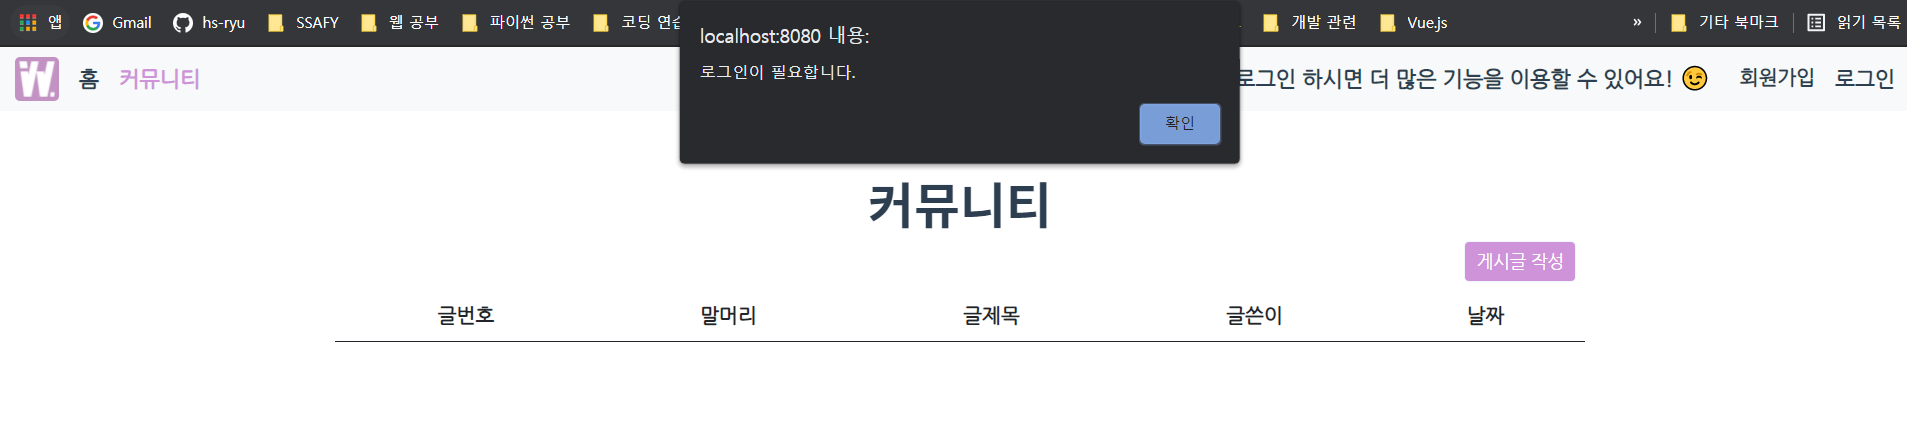 앱 Gmail hs-ryu SSAFY 웹 공부 파이썬 공부 코딩 연습 개발 관련 Vue.js » 기타 북마크 읽기 목록
localhost:8080 내용:
로그인이 필요합니다.
확인
W. 홈 커뮤니티 로그인 하시면 더 많은 기능을 이용할 수 있어요! 😉 회원가입 로그인
커뮤니티
게시글 작성
글번호 말머리 글제목 글쓴이 날짜